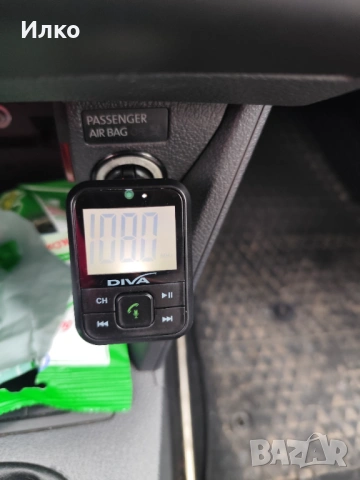 Илко
PASSENGER
AIR BAG
108.0
DIVA
CH
BAZAR